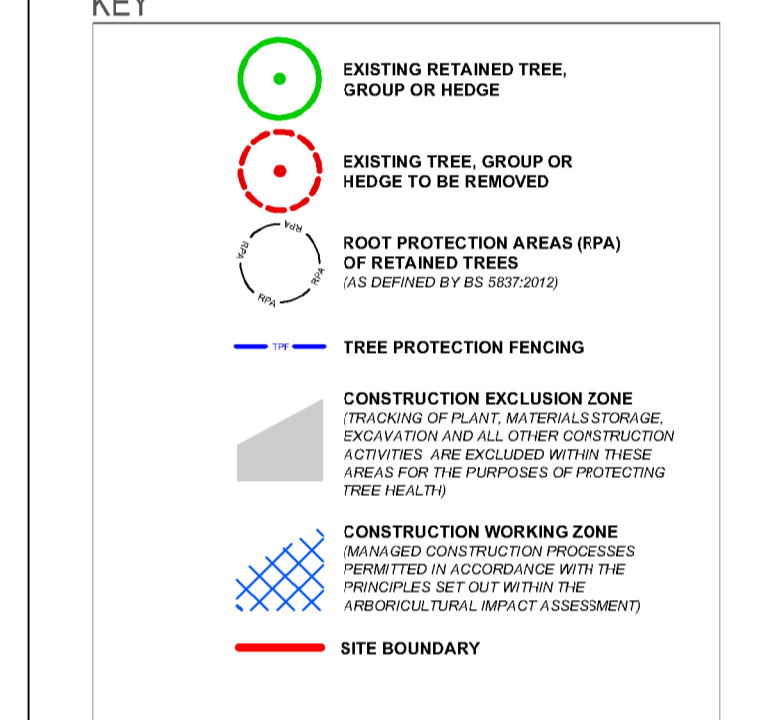 KEY
EXISTING RETAINED TREE,
GROUP OR HEDGE
EXISTING TREE, GROUP OR
HEDGE TO BE REMOVED
RPA
RPA
RPA
RPA
ROOT PROTECTION AREAS (RPA)
OF RETAINED TREES
(AS DEFINED BY BS 5837:2012)
TPF
TREE PROTECTION FENCING
CONSTRUCTION EXCLUSION ZONE
(TRACKING OF PLANT, MATERIALS STORAGE,
EXCAVATION AND ALL OTHER CONSTRUCTION
ACTIVITIES ARE EXCLUDED WITHIN THESE
AREAS FOR THE PURPOSES OF PROTECTING
TREE HEALTH)
CONSTRUCTION WORKING ZONE
(MANAGED CONSTRUCTION PROCESSES
PERMITTED IN ACCORDANCE WITH THE
PRINCIPLES SET OUT WITHIN THE
ARBORICULTURAL IMPACT ASSESSMENT)
SITE BOUNDARY